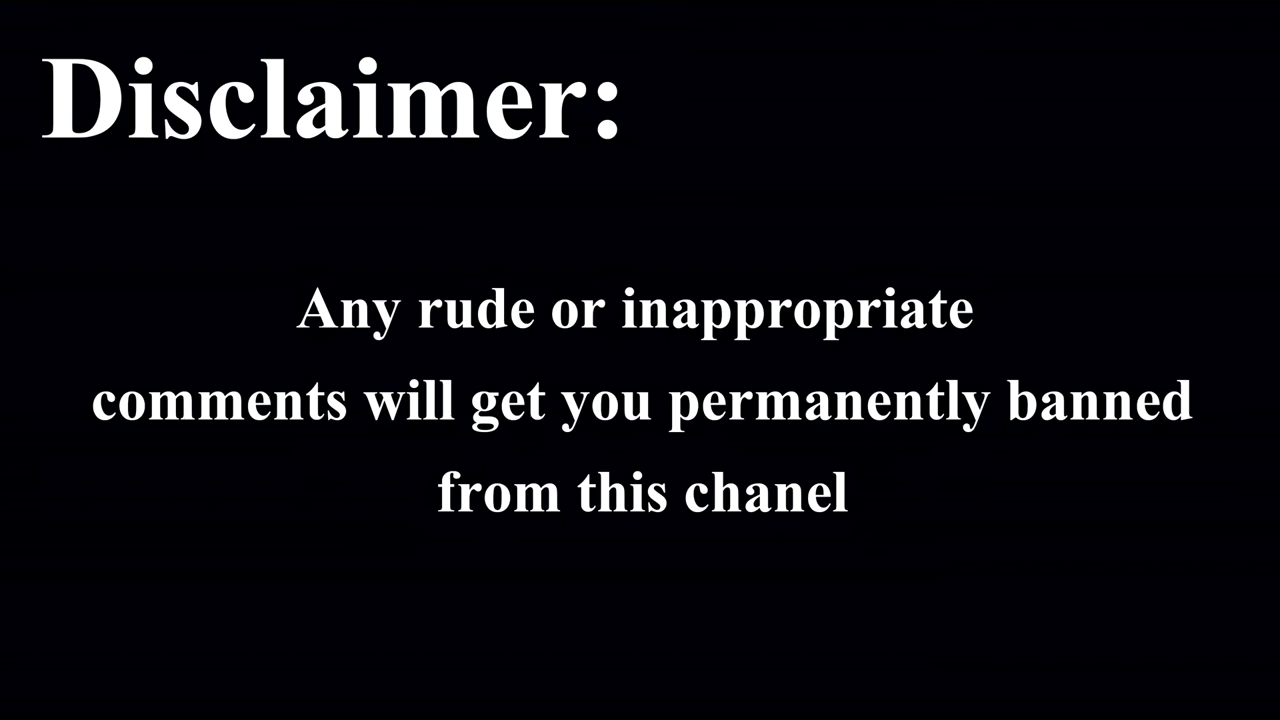 Disclaimer:
Any rude or inappropriate
comments will get you permanently banned
from this chanel